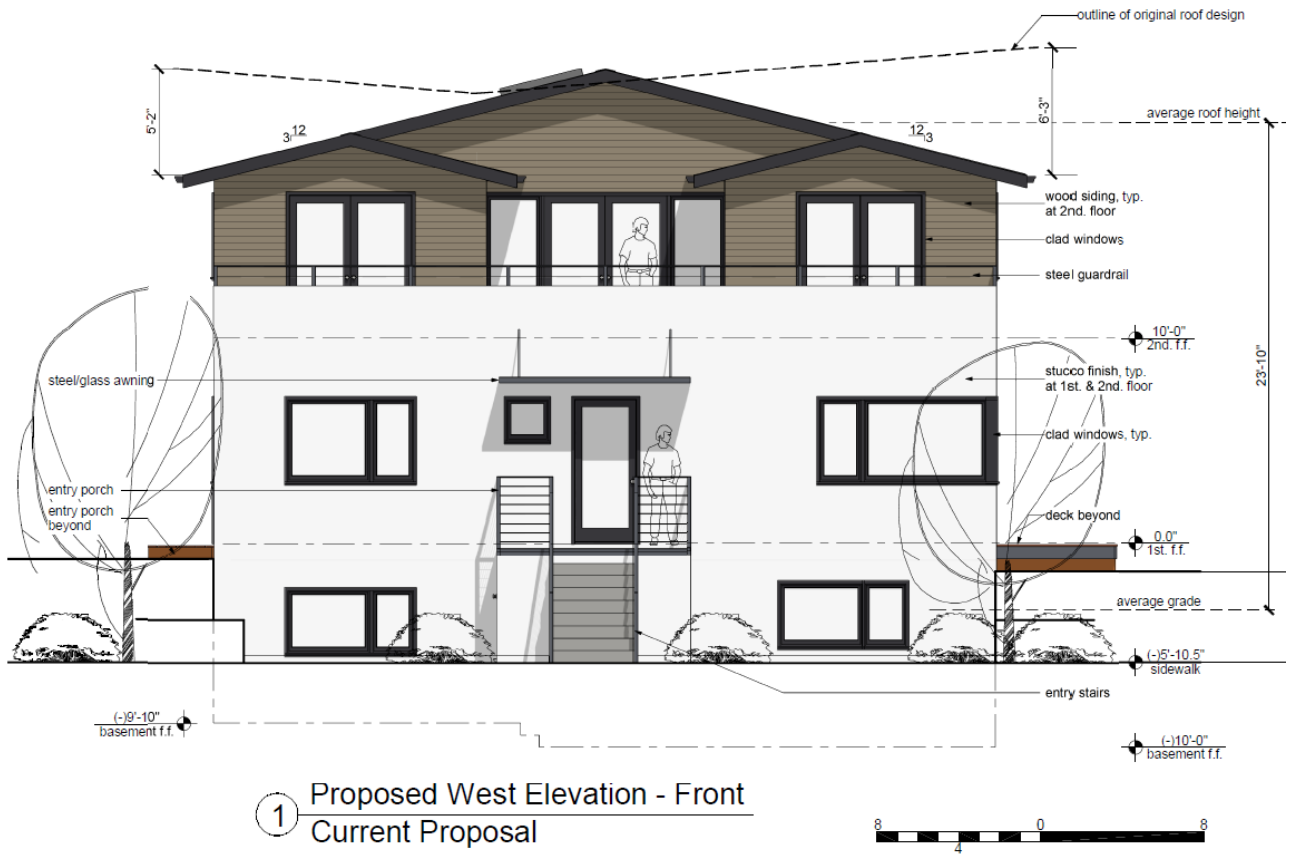 outline of original roof design
5'-2"
6'-3"
average roof height
12
3
12
3
wood siding, typ.
at 2nd. floor
clad windows
steel guardrail
10'-0"
2nd. f.f.
23'-10"
steel/glass awning
stucco finish, typ.
at 1st. & 2nd. floor
clad windows, typ.
entry porch
entry porch
beyond
deck beyond
0.0"
1st. f.f.
average grade
(-)5'-10.5"
sidewalk
entry stairs
(-)9'-10"
basement f.f.
(-)10'-0"
basement f.f.
1
Proposed West Elevation - Front
Current Proposal
8
0
8
4